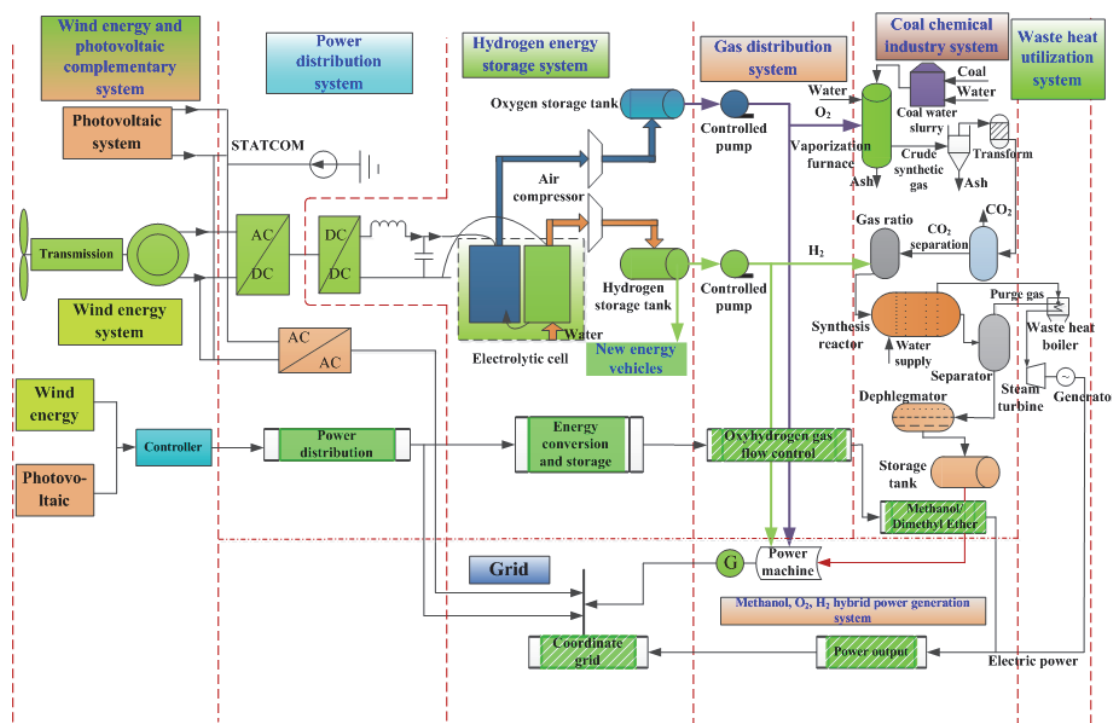 Wind energy and
photovoltaic
complementary
system
Power
distribution
system
Hydrogen energy
storage system
Gas distribution
system
Coal chemical
industry system
Waste heat
utilization
system
Photovoltaic
system
STATCOM
Oxygen storage tank
Controlled
pump
Water
O₂
Vaporization
furnace
Coal
Water
Coal water
slurry
Crude
synthetic
gas
Transform
Ash
Ash
Air
compressor
Transmission
AC
DC
DC
DC
Wind energy
system
AC
AC
Hydrogen
storage tank
Controlled
pump
H₂
Gas ratio
CO₂
CO₂
separation
Water
Electrolytic cell
New energy
vehicles
Synthesis
reactor
Water
supply
Purge gas
Waste heat
boiler
Separator
Steam
turbine
Generato
Dephlegmator
Storage
tank
Wind
energy
Photovo-
ltaic
Controller
Power
distribution
Energy
conversion
and storage
Oxyhydrogen gas
flow control
Methanol/
Dimethyl Ether
Grid
G
Power
machine
Methanol, O₂, H₂ hybrid power generation
system
Coordinate
grid
Power output
Electric power